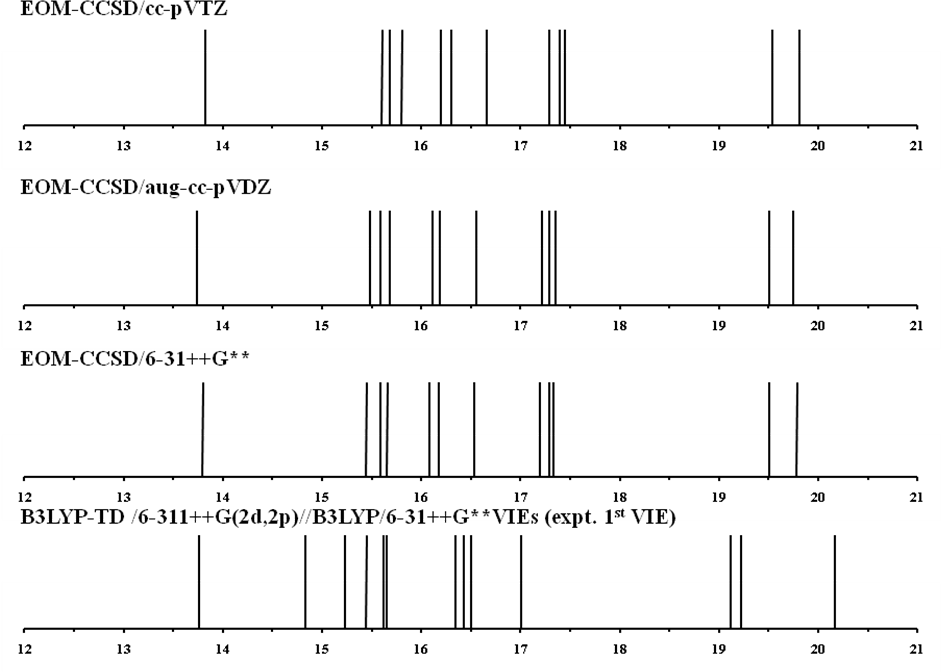 EOM-CCSD/cc-pVTZ
12 13 14 15 16 17 18 19 20 21
EOM-CCSD/aug-cc-pVDZ
12 13 14 15 16 17 18 19 20 21
EOM-CCSD/6-31++G**
12 13 14 15 16 17 18 19 20 21
B3LYP-TD /6-311++G(2d,2p)//B3LYP/6-31++G**VIEs (expt. 1st VIE)
12 13 14 15 16 17 18 19 20 21